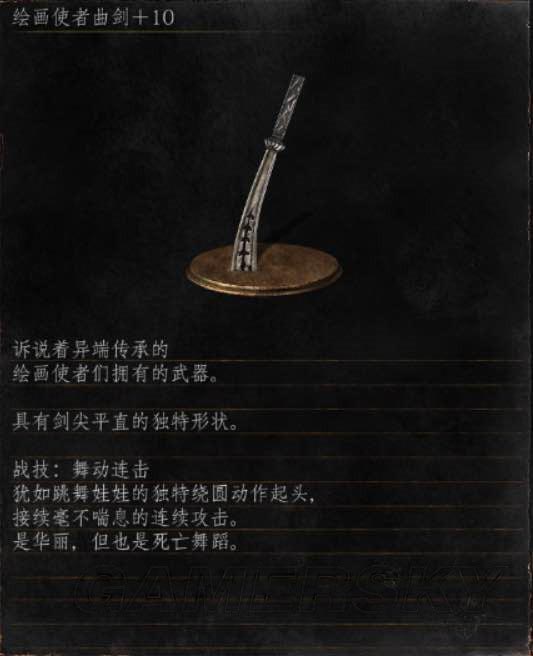 绘画使者曲剑＋10
诉说着异端传承的
绘画使者们拥有的武器。
具有剑尖平直的独特形状。
战技：舞动连击
犹如跳舞娃娃的独特绕圆动作起头，
接续毫不喘息的连续攻击。
是华丽，但也是死亡舞蹈。
GAMERSKY